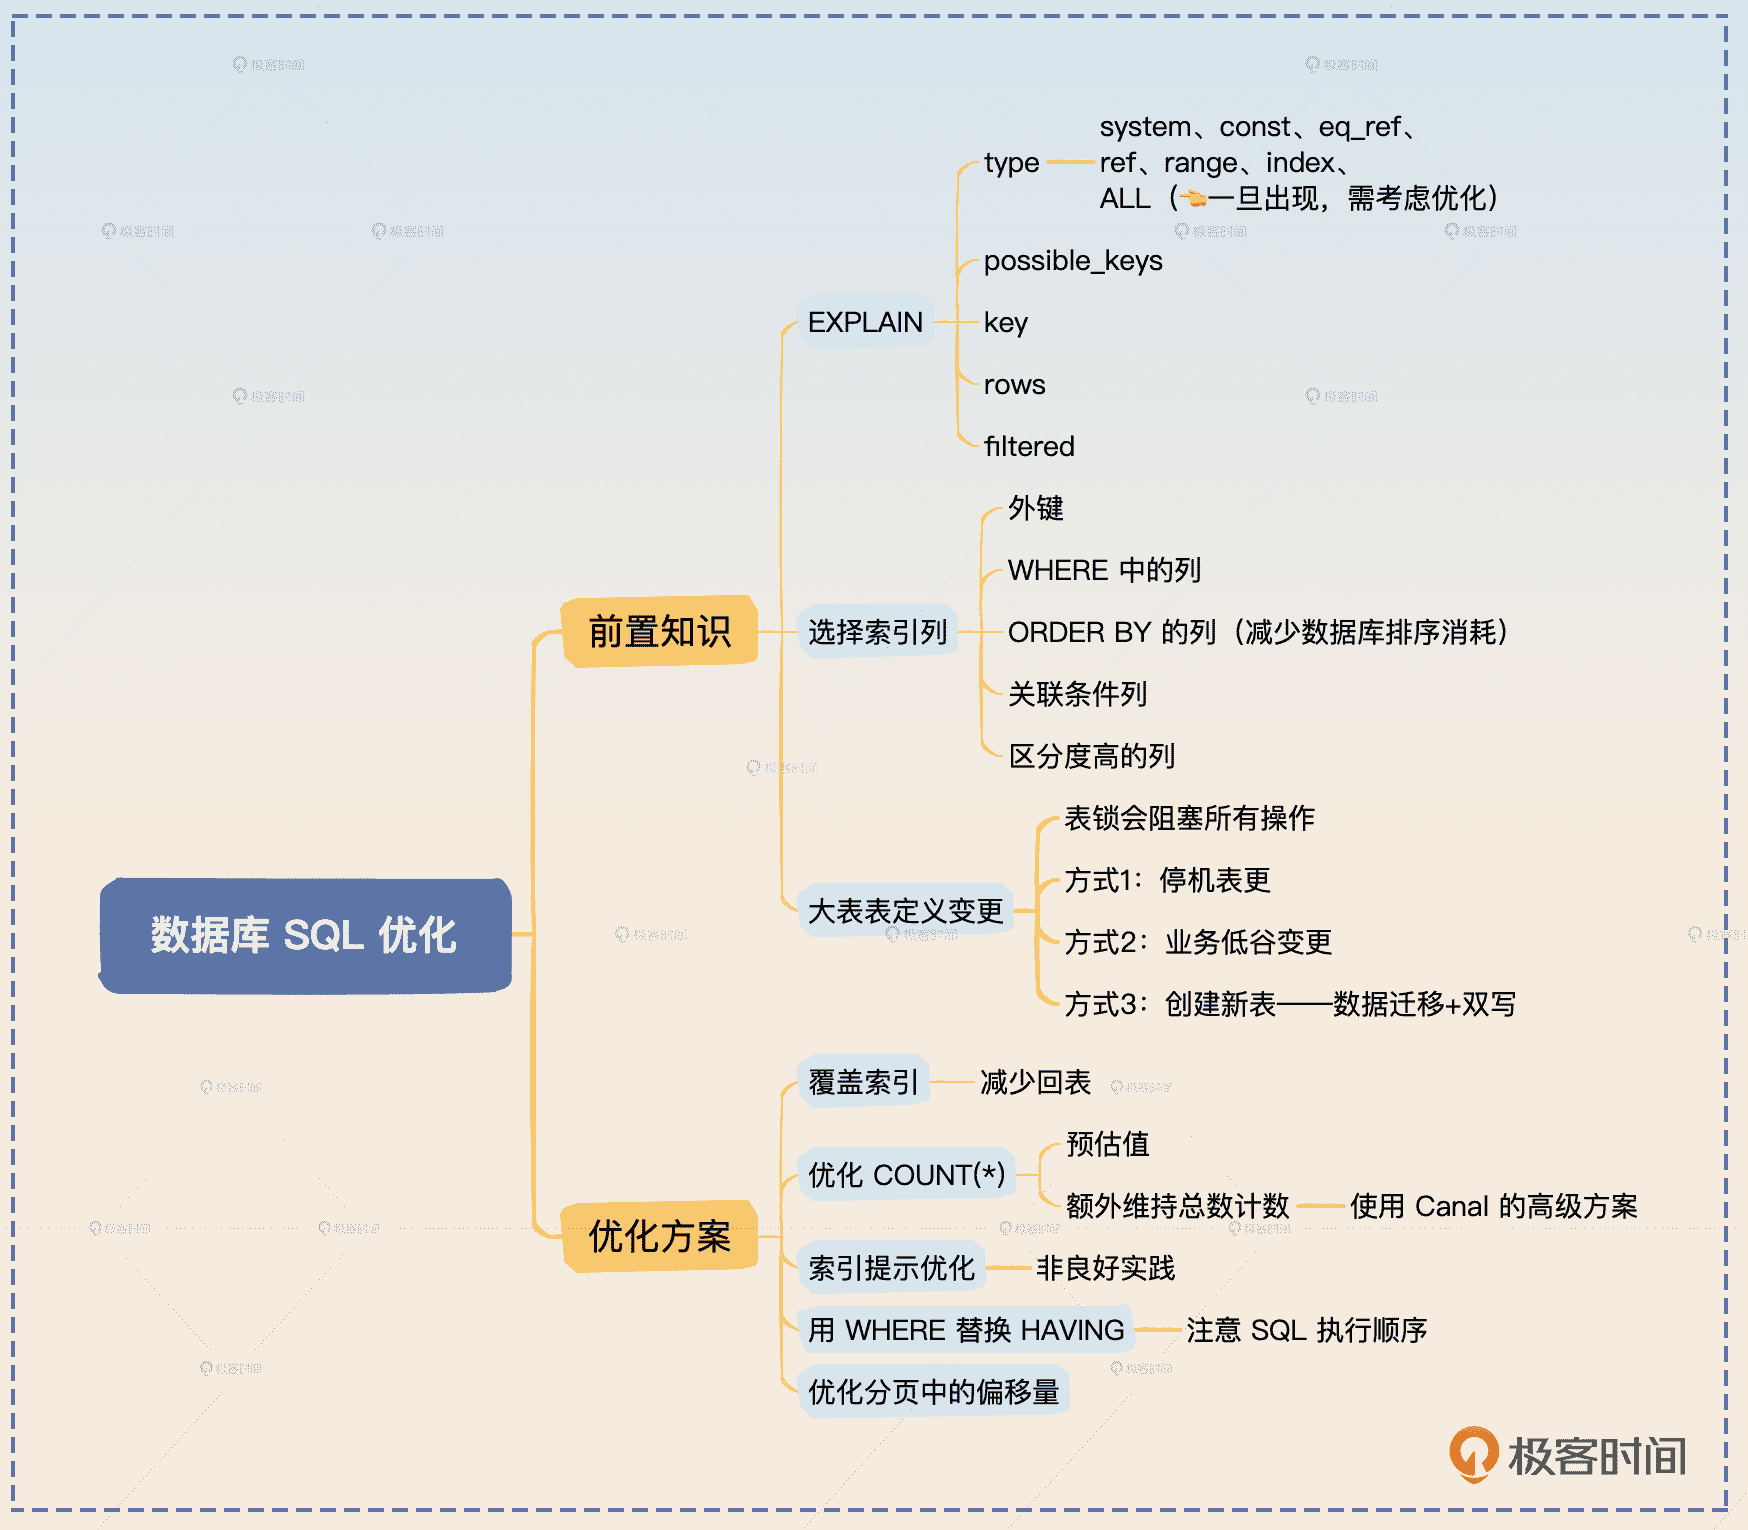 数据库 SQL 优化
前置知识
EXPLAIN
type
system、const、eq_ref、
ref、range、index、
ALL（👈一旦出现，需考虑优化）
possible_keys
key
rows
filtered
选择索引列
外键
WHERE 中的列
ORDER BY 的列（减少数据库排序消耗）
关联条件列
区分度高的列
大表表定义变更
表锁会阻塞所有操作
方式1：停机表更
方式2：业务低谷变更
方式3：创建新表——数据迁移+双写
优化方案
覆盖索引
减少回表
优化 COUNT(*)
预估值
额外维持总数计数
使用 Canal 的高级方案
索引提示优化
非良好实践
用 WHERE 替换 HAVING
注意 SQL 执行顺序
优化分页中的偏移量
极客时间